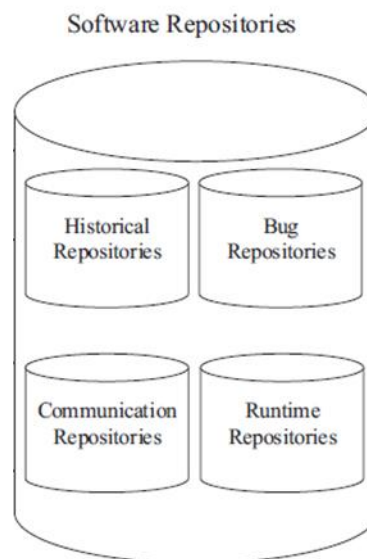 Software Repositories
Historical
Repositories
Bug
Repositories
Communication
Repositories
Runtime
Repositories